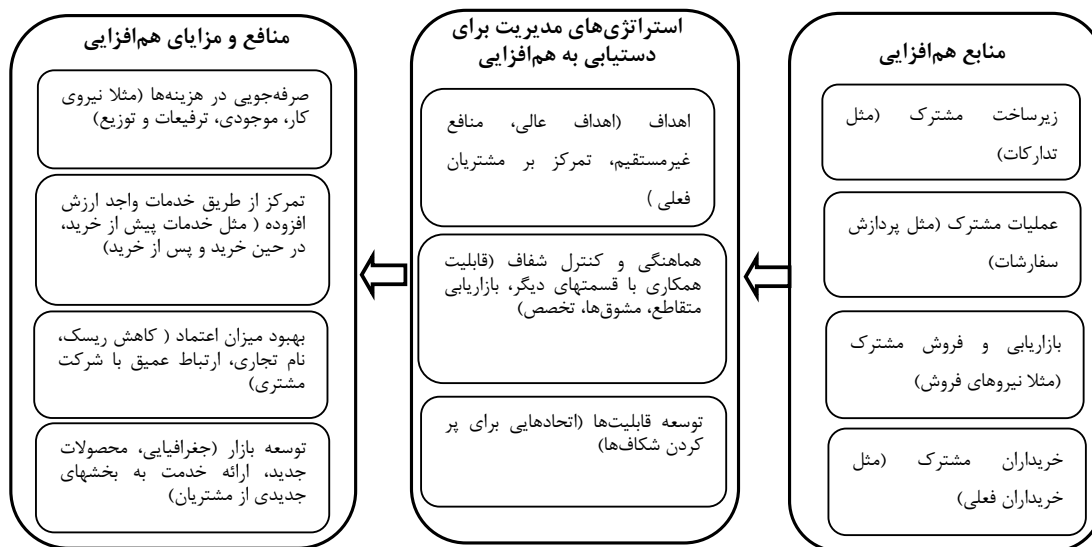 منابع هم‌افزایی
زیرساخت مشترک (مثل
تدارکات)
عملیات مشترک (مثل پردازش
سفارشات)
بازاریابی و فروش مشترک
(مثلا نیروهای فروش)
خریداران مشترک (مثل
خریداران فعلی)
استراتژی‌های مدیریت برای
دستیابی به هم‌افزایی
اهداف (اهداف عالی، منافع
غیرمستقیم، تمرکز بر مشتریان
فعلی )
هماهنگی و کنترل شفاف (قابلیت
همکاری با قسمتهای دیگر، بازاریابی
متقاطع، مشوق‌ها، تخصص)
توسعه قابلیت‌ها (اتحادهایی برای پر
کردن شکاف‌ها)
منافع و مزایای هم‌افزایی
صرفه‌جویی در هزینه‌ها (مثلا نیروی
کار، موجودی، ترفیعات و توزیع)
تمرکز از طریق خدمات واجد ارزش
افزوده ( مثل خدمات پیش از خرید،
در حین خرید و پس از خرید)
بهبود میزان اعتماد ( کاهش ریسک،
نام تجاری، ارتباط عمیق با شرکت
مشتری)
توسعه بازار (جغرافیایی، محصولات
جدید، ارائه خدمت به بخشهای
جدیدی از مشتریان)